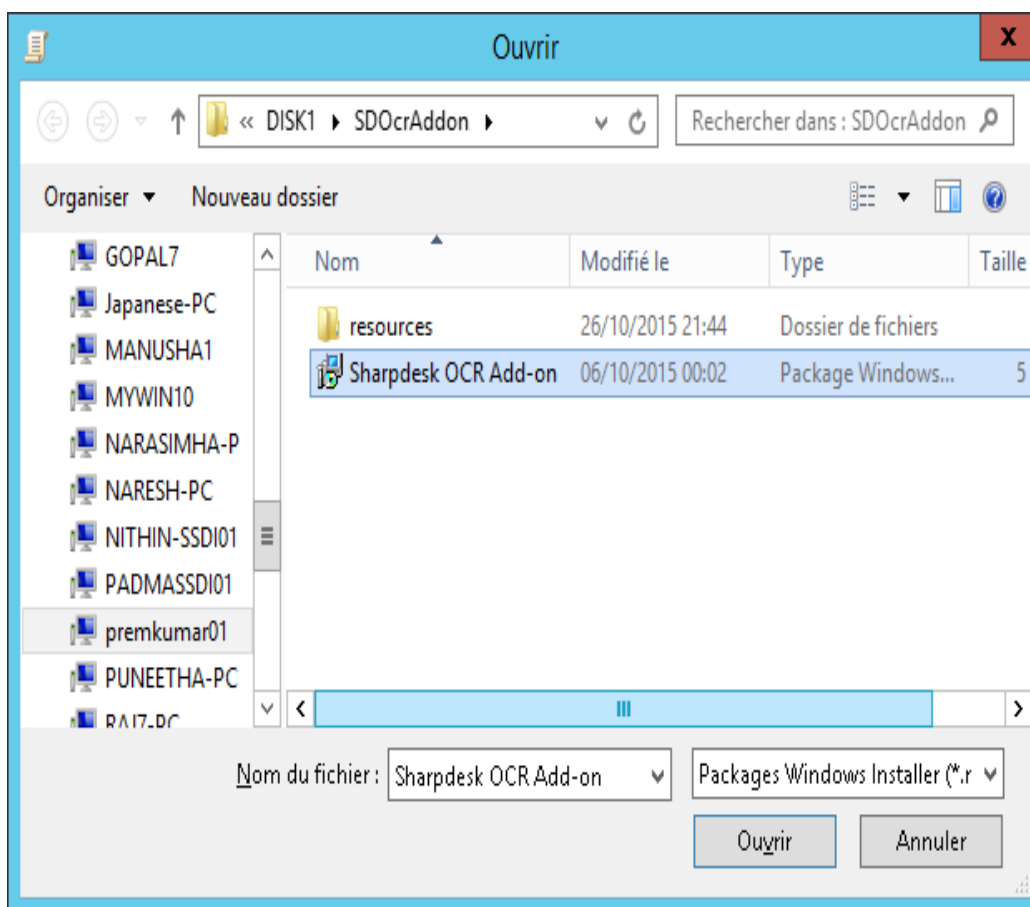 Ouvrir
x
« DISK1 SDOcrAddon
Rechercher dans : SDOcrAddon
Organiser
Nouveau dossier
Nom Modifié le Type Taille
GOPAL7
Japanese-PC
MANUSHA1
MYWIN10
NARASIMHA-P
NARESH-PC
NITHIN-SSDI01
PADMASSDI01
premkumar01
PUNEETHA-PC
RAJ7-PC
resources 26/10/2015 21:44 Dossier de fichiers
Sharpdesk OCR Add-on 06/10/2015 00:02 Package Windows... 5
Nom du fichier : Sharpdesk OCR Add-on
Packages Windows Installer (*.
Ouvrir
Annuler